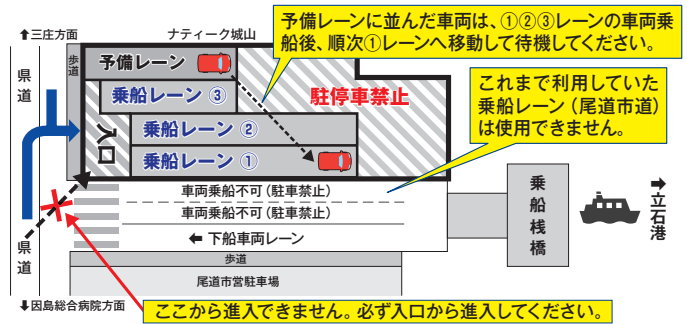 ↑三庄方面
ナティーク城山
予備レーンに並んだ車両は、①②③レーンの車両乗
船後、順次①レーンへ移動して待機してください。
県道
歩道
予備レーン
乗船レーン ③
駐停車禁止
これまで利用していた
乗船レーン（尾道市道）
は使用できません。
入口
乗船レーン ②
乗船レーン ①
車両乗船不可（駐車禁止）
車両乗船不可（駐車禁止）
← 下船車両レーン
乗船桟橋
→立石港
県道
歩道
尾道市営駐車場
↓因島総合病院方面
ここから進入できません。必ず入口から進入してください。